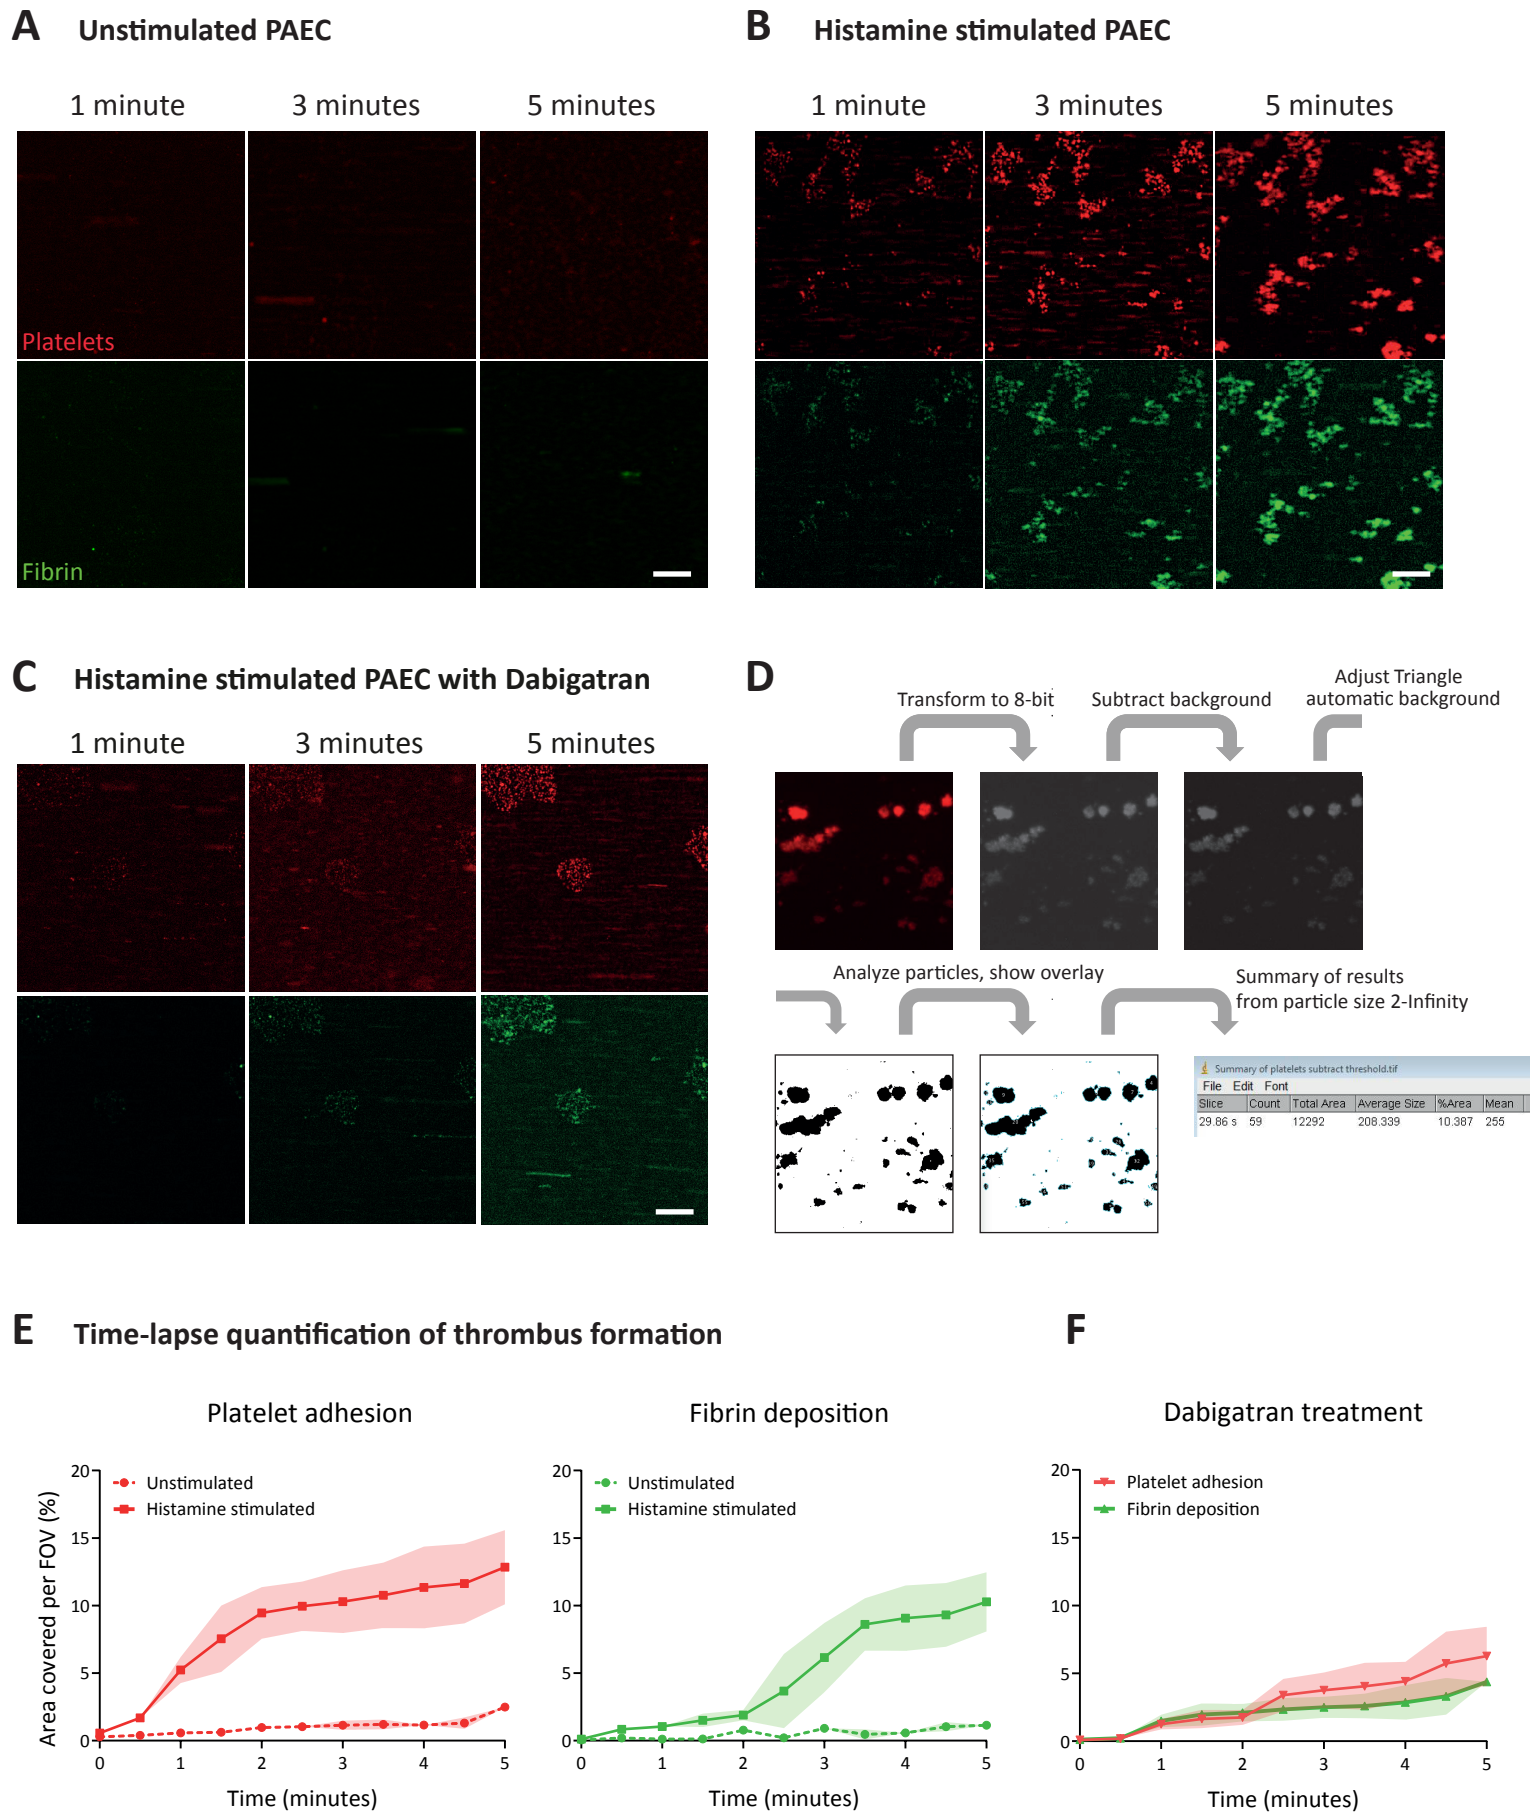 A Unstimulated PAEC
1 minute 3 minutes 5 minutes
Platelets
Fibrin
B Histamine stimulated PAEC
1 minute 3 minutes 5 minutes
C Histamine stimulated PAEC with Dabigatran
1 minute 3 minutes 5 minutes
D
Transform to 8-bit
Subtract background
Adjust Triangle
automatic background
Analyze particles, show overlay
Summary of results
from particle size 2-Infinity
Summary of platelets subtract threshold.tif
File Edit Font
Slice Count Total Area Average Size %Area Mean
29.86 s 59 12292 208.339 10.387 255
E Time-lapse quantification of thrombus formation
Platelet adhesion
Unstimulated
Histamine stimulated
Area covered per FOV (%)
20
15
10
5
0
0 1 2 3 4 5
Time (minutes)
Fibrin deposition
Unstimulated
Histamine stimulated
20
15
10
5
0
0 1 2 3 4 5
Time (minutes)
F
Dabigatran treatment
Platelet adhesion
Fibrin deposition
20
15
10
5
0
0 1 2 3 4 5
Time (minutes)